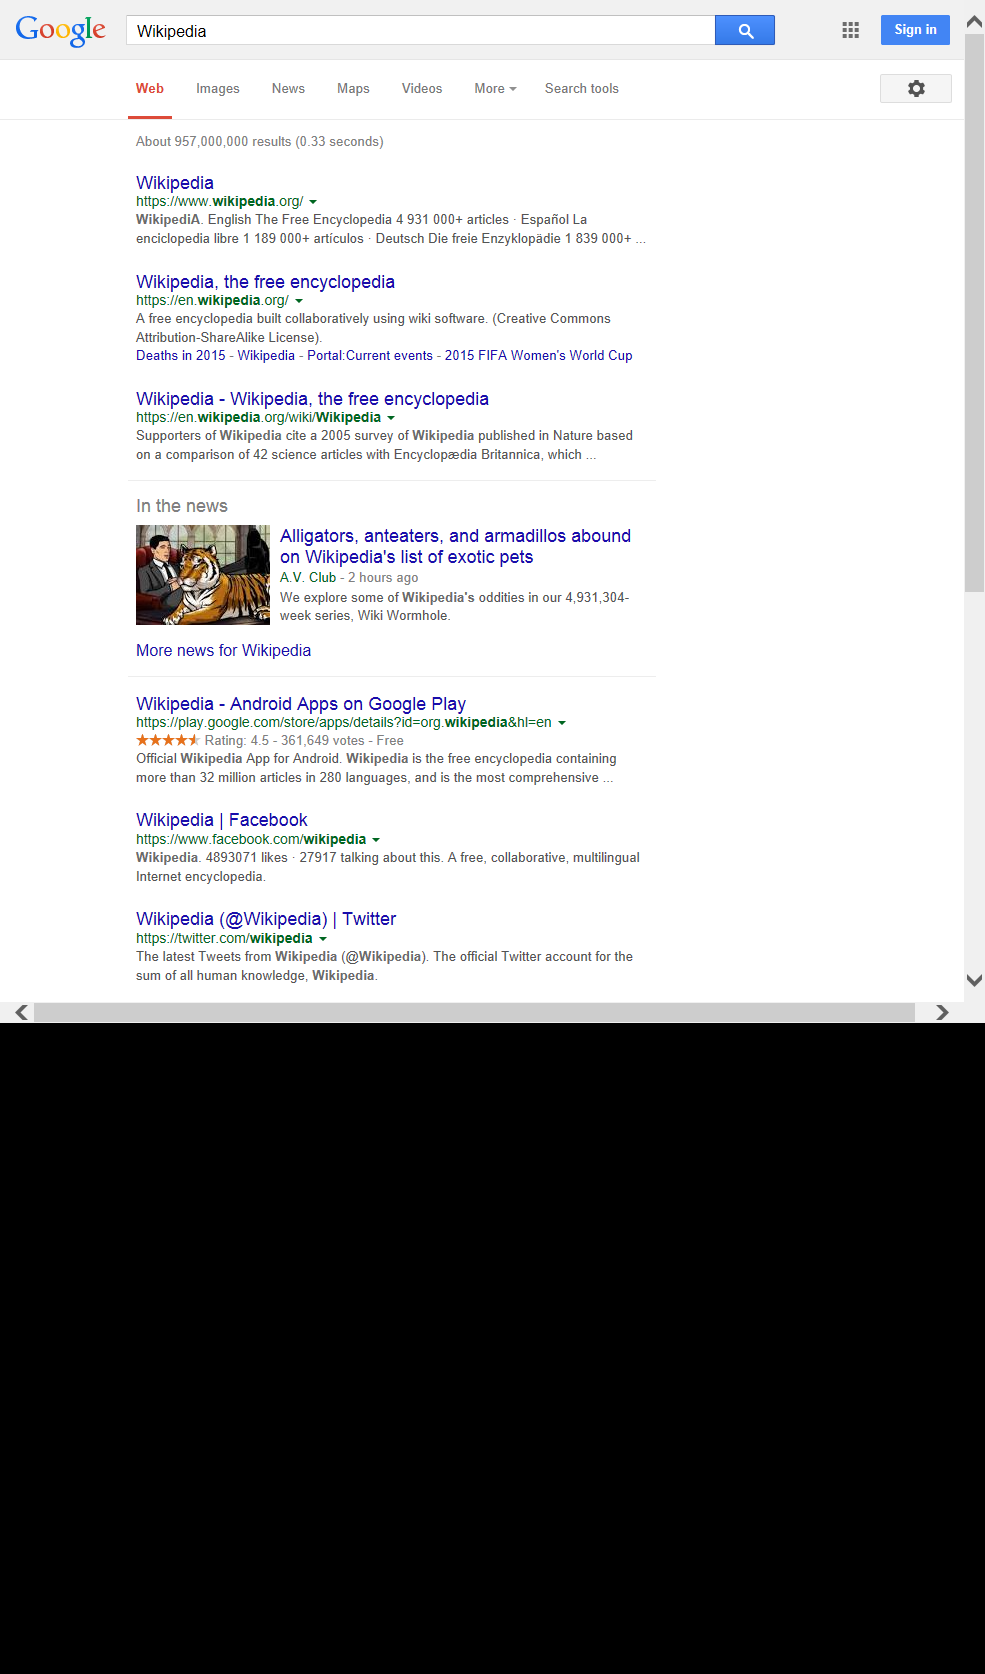 Google Wikipedia Sign in
Web Images News Maps Videos More Search tools
About 957,000,000 results (0.33 seconds)
Wikipedia
https://www.wikipedia.org/
WikipediA. English The Free Encyclopedia 4 931 000+ articles · Español La
enciclopedia libre 1 189 000+ artículos · Deutsch Die freie Enzyklopädie 1 839 000+ ...
Wikipedia, the free encyclopedia
https://en.wikipedia.org/
A free encyclopedia built collaboratively using wiki software. (Creative Commons
Attribution-ShareAlike License).
Deaths in 2015 - Wikipedia - Portal:Current events - 2015 FIFA Women's World Cup
Wikipedia - Wikipedia, the free encyclopedia
https://en.wikipedia.org/wiki/Wikipedia
Supporters of Wikipedia cite a 2005 survey of Wikipedia published in Nature based
on a comparison of 42 science articles with Encyclopædia Britannica, which ...
In the news
Alligators, anteaters, and armadillos abound
on Wikipedia's list of exotic pets
A.V. Club - 2 hours ago
We explore some of Wikipedia's oddities in our 4,931,304-
week series, Wiki Wormhole.
More news for Wikipedia
Wikipedia - Android Apps on Google Play
https://play.google.com/store/apps/details?id=org.wikipedia&hl=en
Rating: 4.5 - 361,649 votes - Free
Official Wikipedia App for Android. Wikipedia is the free encyclopedia containing
more than 32 million articles in 280 languages, and is the most comprehensive ...
Wikipedia | Facebook
https://www.facebook.com/wikipedia
Wikipedia. 4893071 likes · 27917 talking about this. A free, collaborative, multilingual
Internet encyclopedia.
Wikipedia (@Wikipedia) | Twitter
https://twitter.com/wikipedia
The latest Tweets from Wikipedia (@Wikipedia). The official Twitter account for the
sum of all human knowledge, Wikipedia.